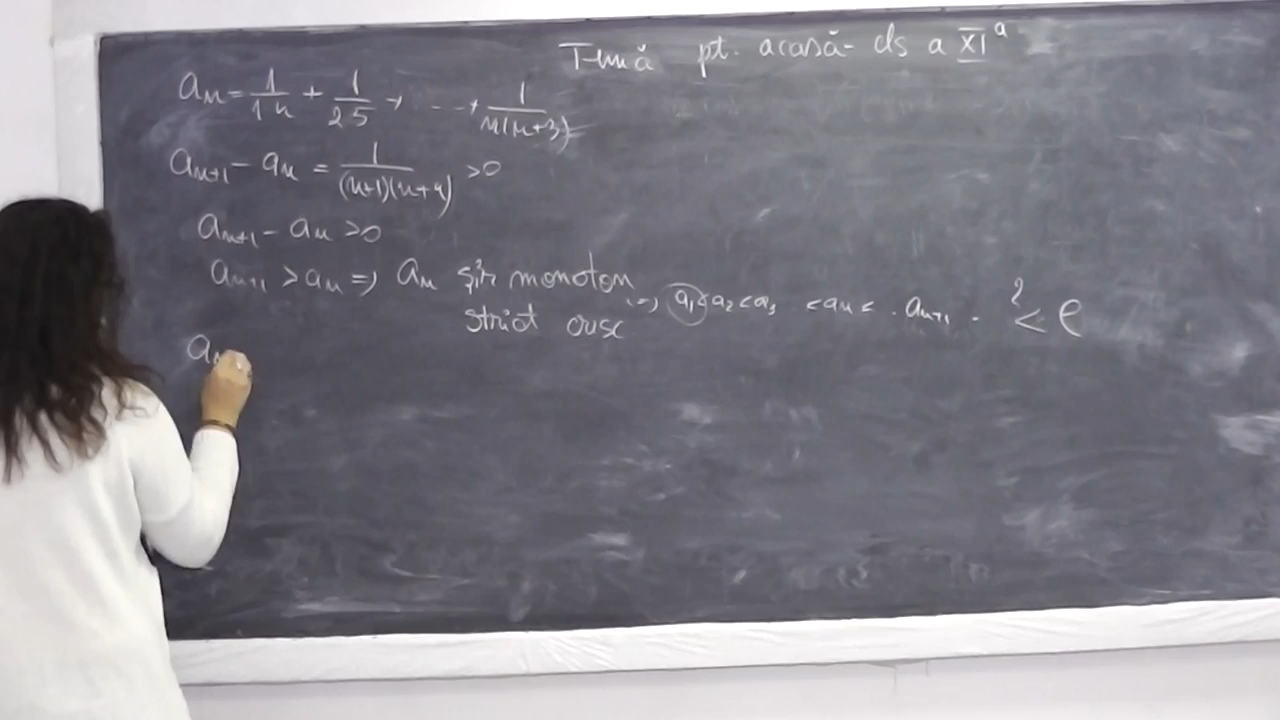 Temă pt. acasă - cls a XI a
aₙ = 1/(1·4) + 1/(2·5) + ... + 1/(n(n+3))
aₙ₊₁ - aₙ = 1/((n+1)(n+4)) >0
aₙ₊₁ - aₙ >0
aₙ₊₁ > aₙ => aₙ șir monoton
strict cresc => a₁ < a₂ < a₃ < aₙ < . aₙ₊₁ . ? < l
aₙ